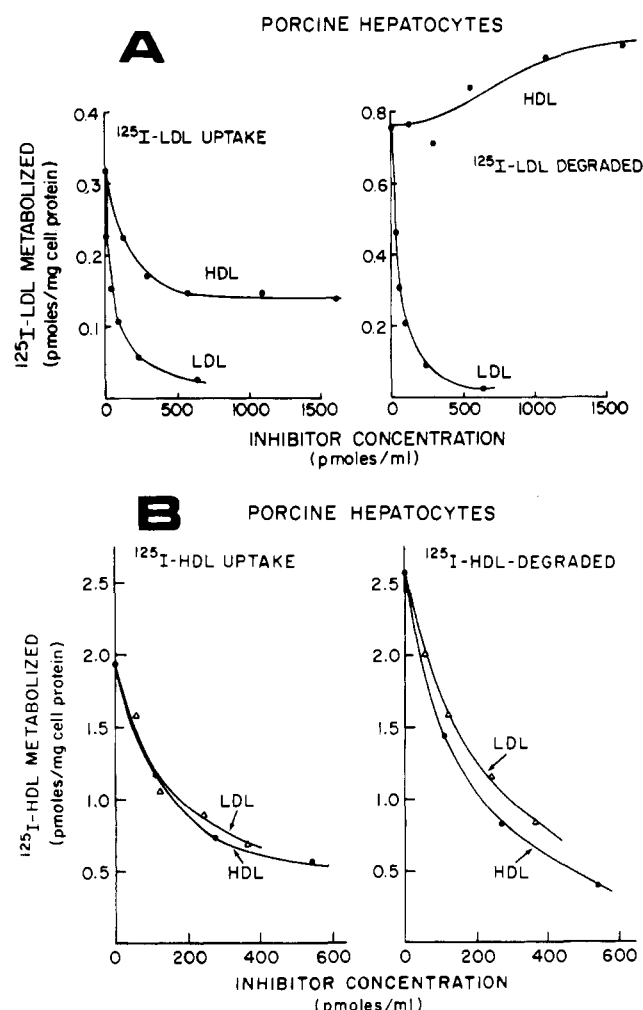 PORCINE HEPATOCYTES
A
0.4
0.3
0.2
0.1
125I-LDL METABOLIZED
(pmoles/mg cell protein)
125I-LDL UPTAKE
HDL
LDL
0 500 1000 1500
0.8
0.6
0.4
0.2
HDL
125I-LDL DEGRADED
LDL
0 500 1000 1500
INHIBITOR CONCENTRATION
(pmoles/ml)
B
PORCINE HEPATOCYTES
2.5
2.0
1.5
1.0
0.5
125I-HDL METABOLIZED
(pmoles/mg cell protein)
125I-HDL UPTAKE
LDL
HDL
0 200 400 600
2.5
2.0
1.5
1.0
0.5
125I-HDL-DEGRADED
LDL
HDL
0 200 400 600
INHIBITOR CONCENTRATION
(pmoles/ml)